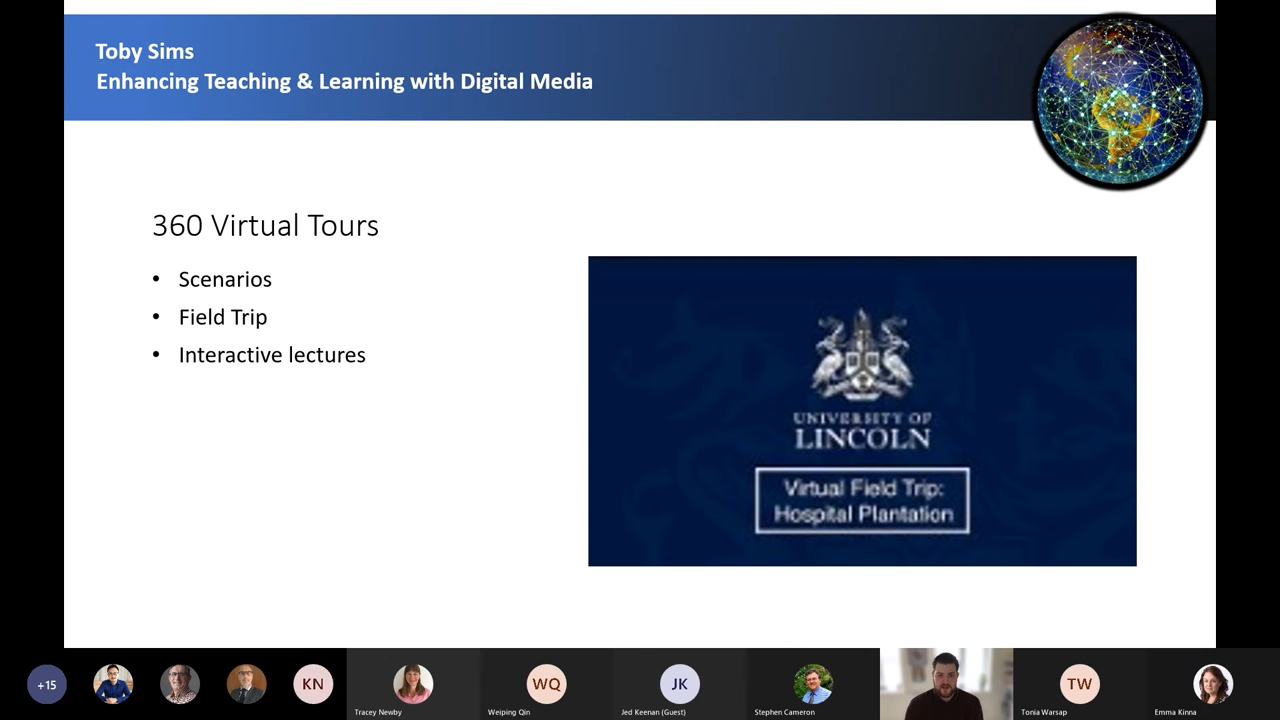 Toby Sims
Enhancing Teaching & Learning with Digital Media
360 Virtual Tours
• Scenarios
• Field Trip
• Interactive lectures
UNIVERSITY OF
LINCOLN
Virtual Field Trip:
Hospital Plantation
+15
KN
WQ
JK
TW
Tracey Newby
Weiping Qin
Jed Keenan (Guest)
Stephen Cameron
Tonia Warsap
Emma Kinna